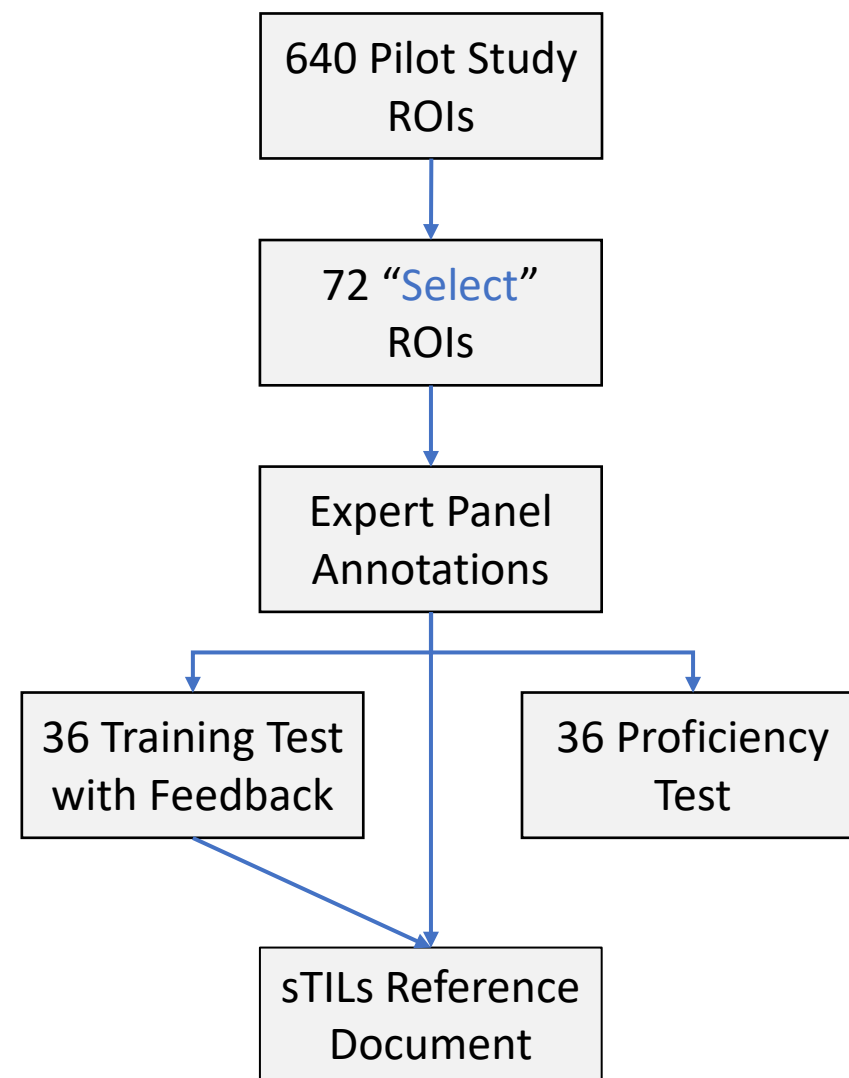 640 Pilot Study
ROIs
72 “Select”
ROIs
Expert Panel
Annotations
36 Training Test
with Feedback
36 Proficiency
Test
sTILs Reference
Document